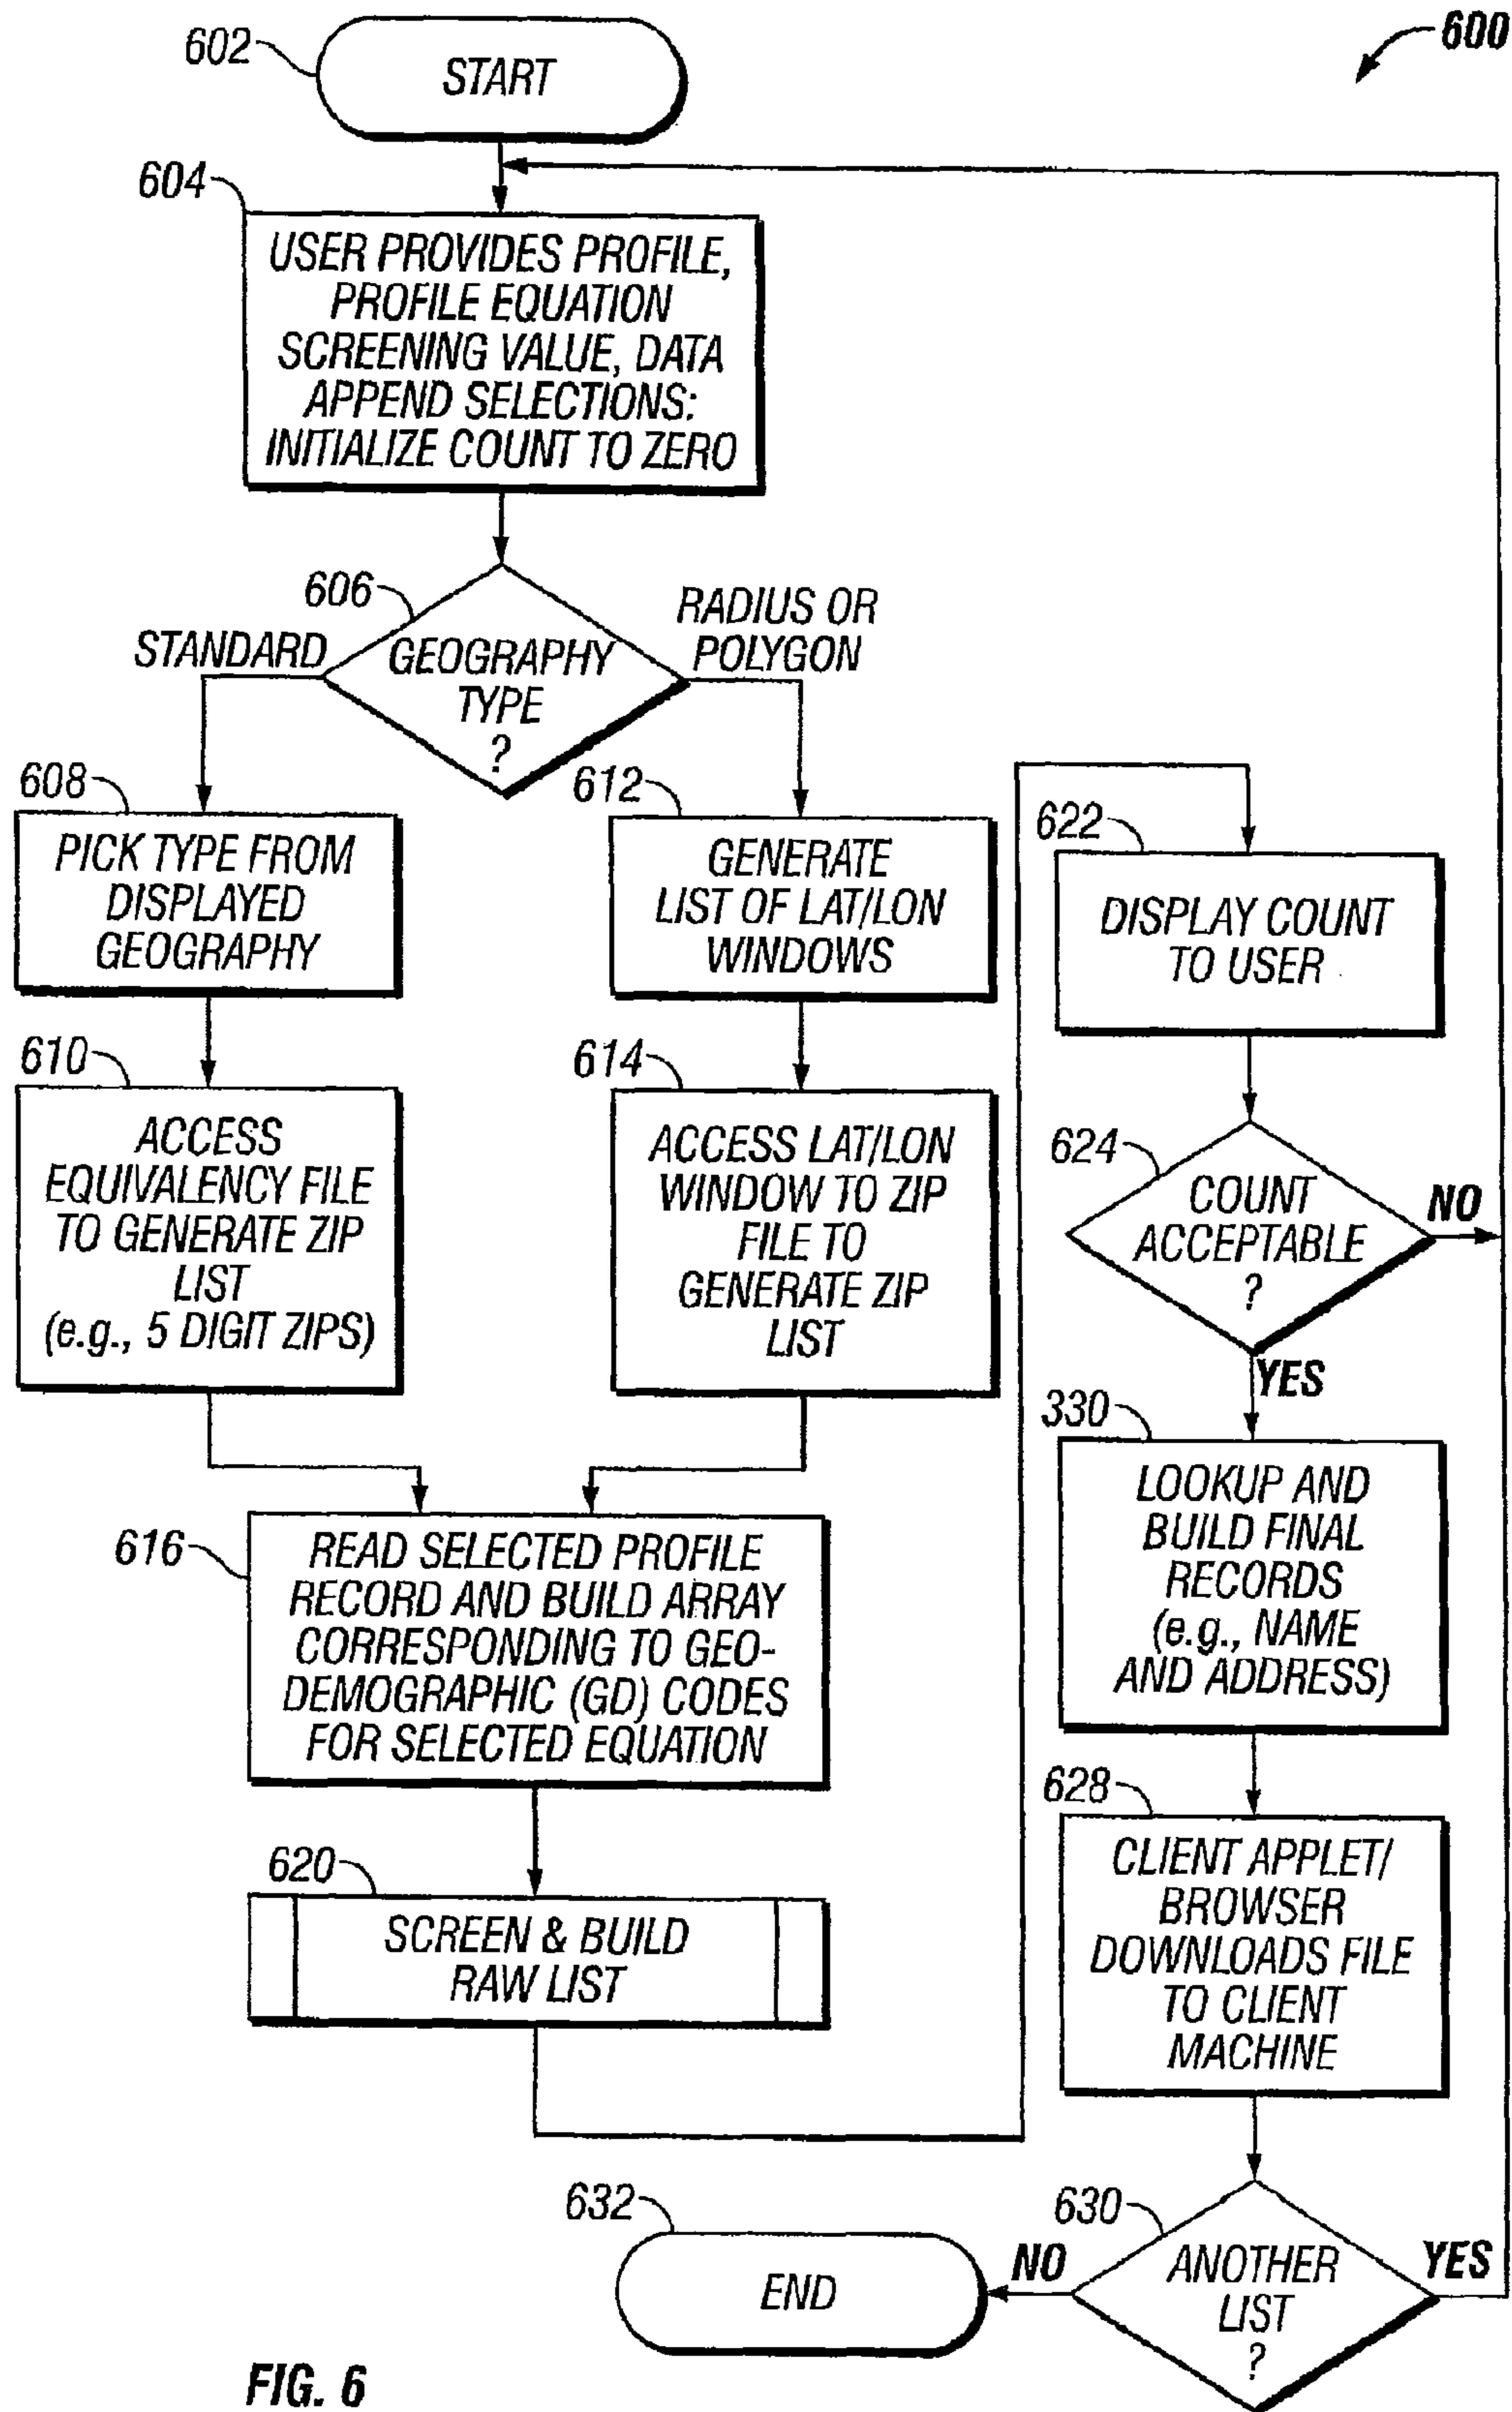 600
602
START
604
USER PROVIDES PROFILE,
PROFILE EQUATION
SCREENING VALUE, DATA
APPEND SELECTIONS:
INITIALIZE COUNT TO ZERO
606
GEOGRAPHY
TYPE
?
STANDARD
RADIUS OR
POLYGON
608
PICK TYPE FROM
DISPLAYED
GEOGRAPHY
610
ACCESS
EQUIVALENCY FILE
TO GENERATE ZIP
LIST
(e.g., 5 DIGIT ZIPS)
612
GENERATE
LIST OF LAT/LON
WINDOWS
614
ACCESS LAT/LON
WINDOW TO ZIP
FILE TO
GENERATE ZIP
LIST
616
READ SELECTED PROFILE
RECORD AND BUILD ARRAY
CORRESPONDING TO GEO-
DEMOGRAPHIC (GD) CODES
FOR SELECTED EQUATION
620
SCREEN & BUILD
RAW LIST
622
DISPLAY COUNT
TO USER
624
COUNT
ACCEPTABLE
?
NO
YES
330
LOOKUP AND
BUILD FINAL
RECORDS
(e.g., NAME
AND ADDRESS)
628
CLIENT APPLET/
BROWSER
DOWNLOADS FILE
TO CLIENT
MACHINE
630
ANOTHER
LIST
?
YES
NO
632
END
FIG. 6